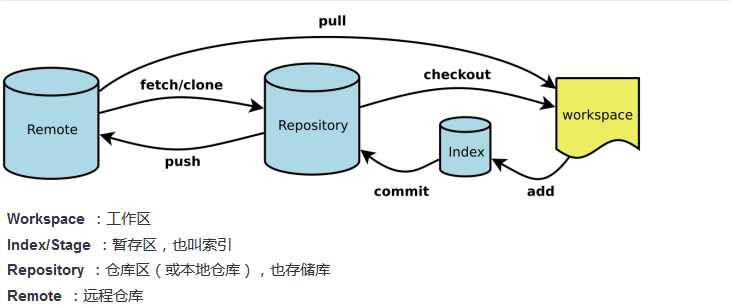 pull
fetch/clone
checkout
Remote
Repository
workspace
Index
push
commit
add
Workspace ：工作区
Index/Stage ：暂存区，也叫索引
Repository ：仓库区（或本地仓库），也存储库
Remote ：远程仓库